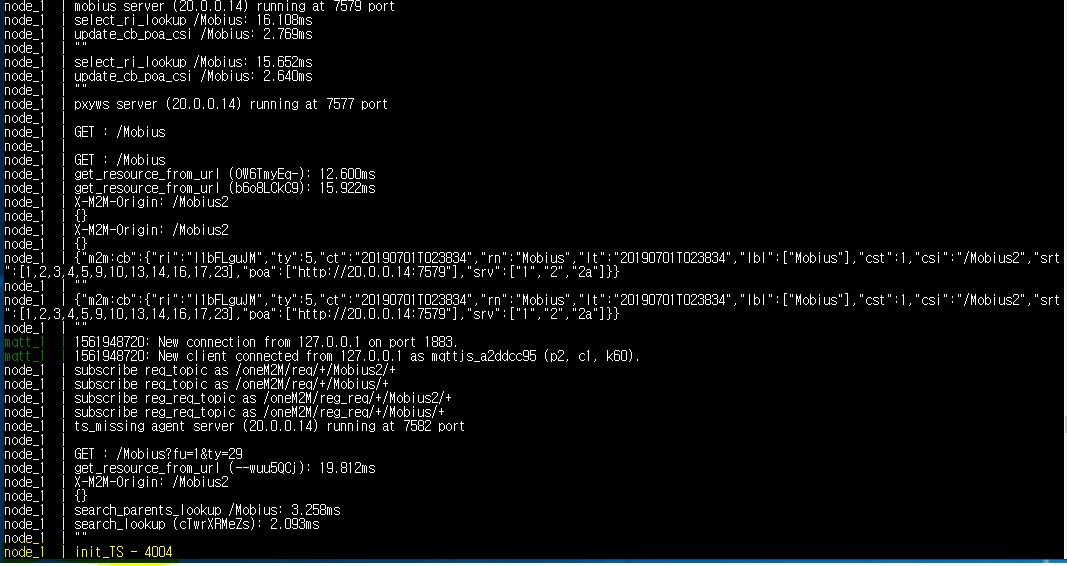 node_1 | mobius server (20.0.0.14) running at 7579 port
node_1 | select_ri_lookup /Mobius: 16.108ms
node_1 | update_cb_poa_csi /Mobius: 2.769ms
node_1 | ""
node_1 | select_ri_lookup /Mobius: 15.652ms
node_1 | update_cb_poa_csi /Mobius: 2.640ms
node_1 | ""
node_1 | pxyws server (20.0.0.14) running at 7577 port
node_1 |
node_1 | GET : /Mobius
node_1 |
node_1 | GET : /Mobius
node_1 | get_resource_from_url (OW6TmyEq-): 12.600ms
node_1 | get_resource_from_url (b6o8LCkC9): 15.922ms
node_1 | X-M2M-Origin: /Mobius2
node_1 | {}
node_1 | X-M2M-Origin: /Mobius2
node_1 | {}
node_1 | {"m2m:cb":{"ri":"l1bFLguJM","ty":5,"ct":"20190701T023834","rn":"Mobius","lt":"20190701T023834","lbl":["Mobius"],"cst":1,"csi":"/Mobius2","srt
":[1,2,3,4,5,9,10,13,14,16,17,23],"poa":["http://20.0.0.14:7579"],"srv":["1","2","2a"]}}
node_1 | ""
node_1 | {"m2m:cb":{"ri":"l1bFLguJM","ty":5,"ct":"20190701T023834","rn":"Mobius","lt":"20190701T023834","lbl":["Mobius"],"cst":1,"csi":"/Mobius2","srt
":[1,2,3,4,5,9,10,13,14,16,17,23],"poa":["http://20.0.0.14:7579"],"srv":["1","2","2a"]}}
node_1 | ""
mqtt_1 | 1561948720: New connection from 127.0.0.1 on port 1883.
mqtt_1 | 1561948720: New client connected from 127.0.0.1 as mqttjs_a2ddcc95 (p2, c1, k60).
node_1 | subscribe req_topic as /oneM2M/req/+/Mobius2/+
node_1 | subscribe req_topic as /oneM2M/req/+/Mobius/+
node_1 | subscribe reg_req_topic as /oneM2M/reg_req/+/Mobius2/+
node_1 | subscribe reg_req_topic as /oneM2M/reg_req/+/Mobius/+
node_1 | ts_missing agent server (20.0.0.14) running at 7582 port
node_1 |
node_1 | GET : /Mobius?fu=1&ty=29
node_1 | get_resource_from_url (--wuu5QCj): 19.812ms
node_1 | X-M2M-Origin: /Mobius2
node_1 | {}
node_1 | search_parents_lookup /Mobius: 3.258ms
node_1 | search_lookup (cTwrXRMeZs): 2.093ms
node_1 | ""
node_1 | init_TS - 4004